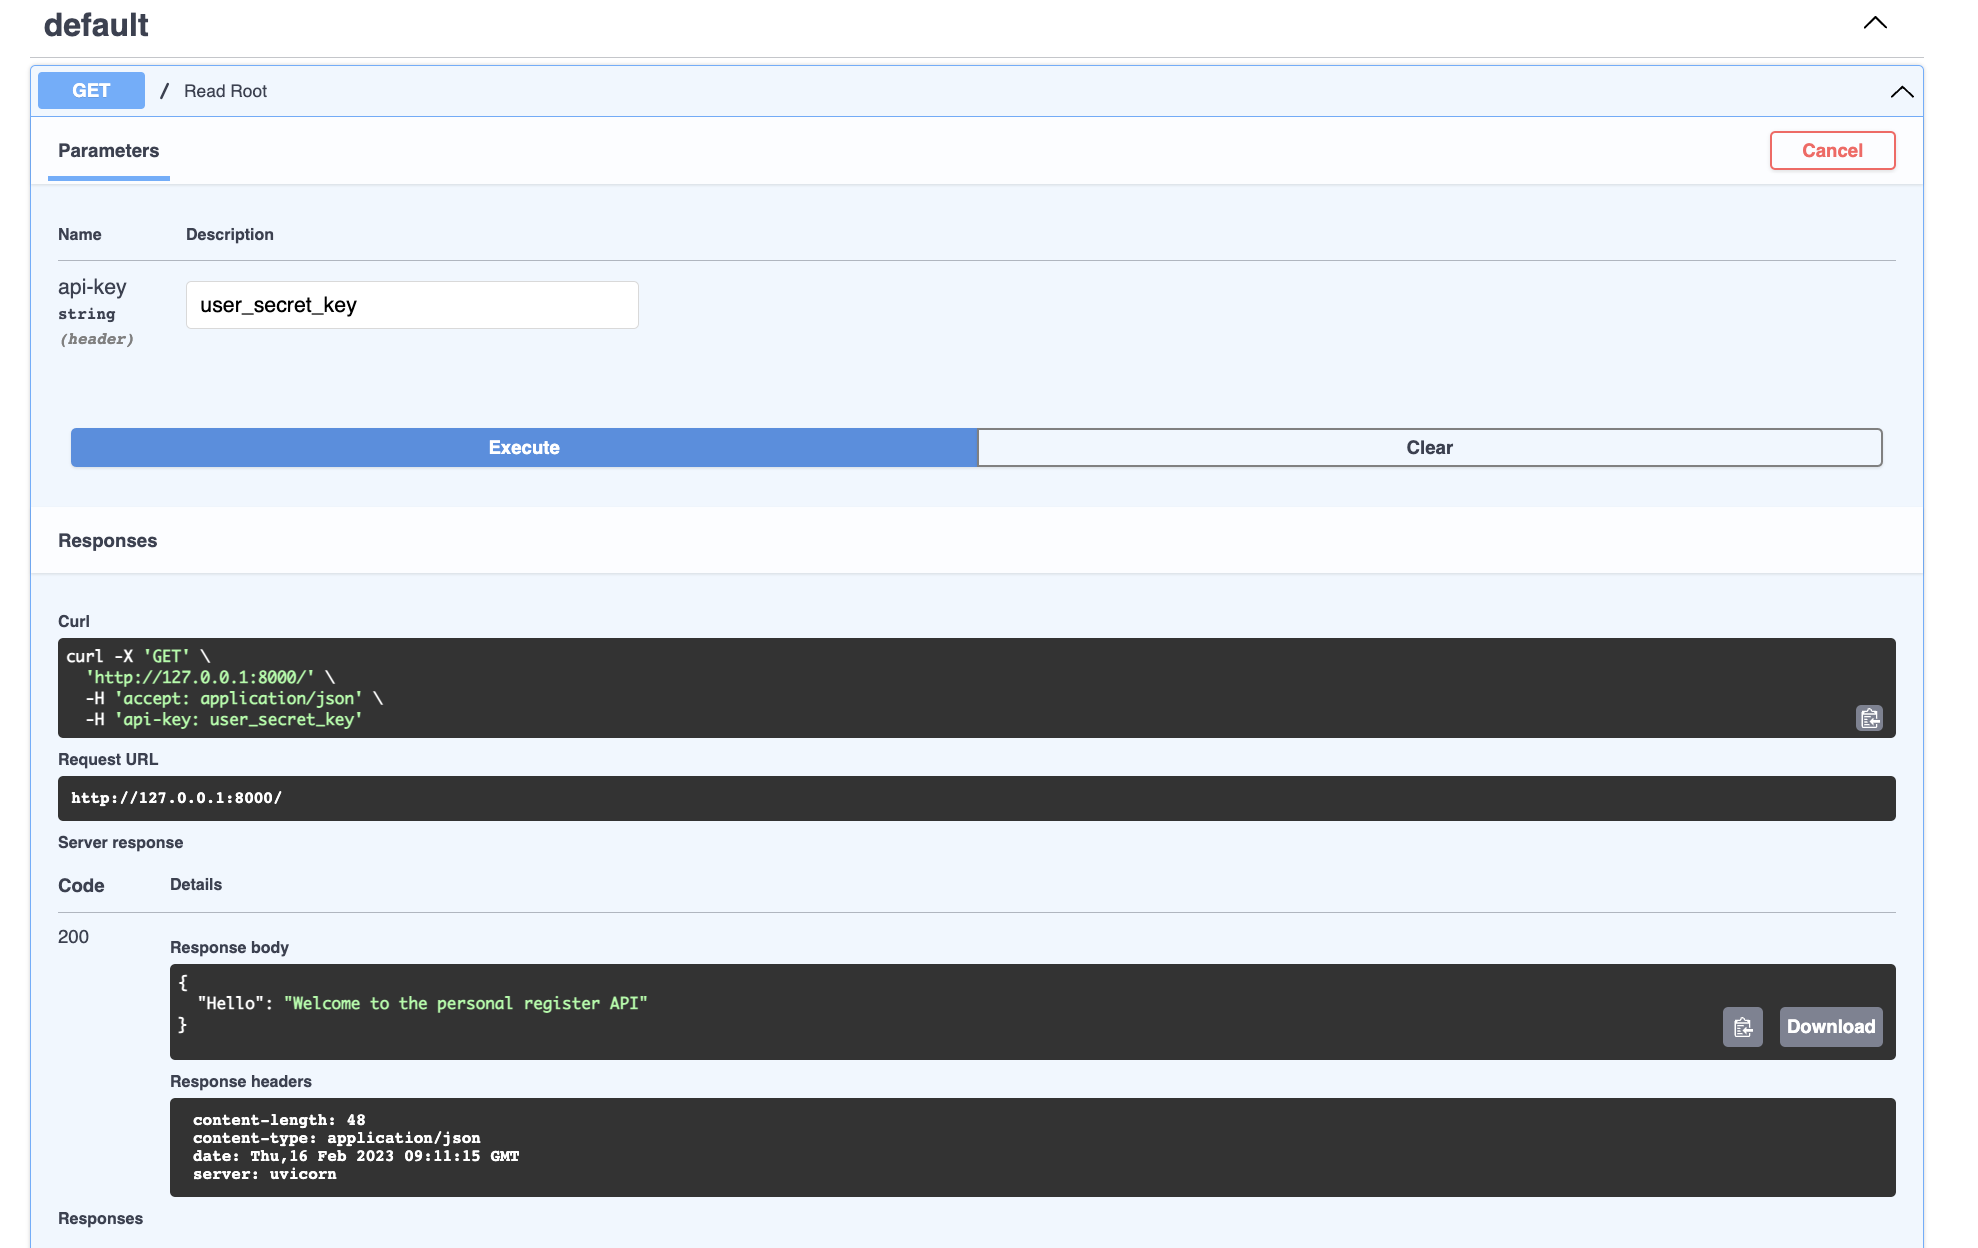 default
GET / Read Root
Parameters
Cancel
Name Description
api-key
string
(header)
user_secret_key
Execute Clear
Responses
Curl
curl -X 'GET' \
'http://127.0.0.1:8000/' \
-H 'accept: application/json' \
-H 'api-key: user_secret_key'
Request URL
http://127.0.0.1:8000/
Server response
Code Details
200
Response body
{
"Hello": "Welcome to the personal register API"
}
Download
Response headers
content-length: 48
content-type: application/json
date: Thu,16 Feb 2023 09:11:15 GMT
server: uvicorn
Responses